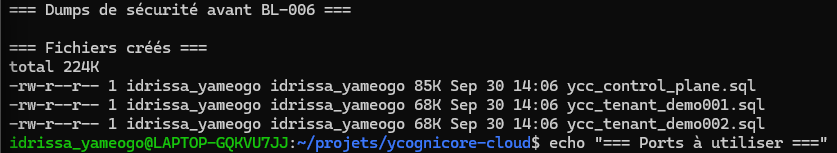 === Dumps de sécurité avant BL-006 ===
=== Fichiers créés ===
total 224K
-rw-r--r-- 1 idrissa_yameogo idrissa_yameogo 85K Sep 30 14:06 ycc_control_plane.sql
-rw-r--r-- 1 idrissa_yameogo idrissa_yameogo 68K Sep 30 14:06 ycc_tenant_demo001.sql
-rw-r--r-- 1 idrissa_yameogo idrissa_yameogo 68K Sep 30 14:06 ycc_tenant_demo002.sql
idrissa_yameogo@LAPTOP-GQKVU7JJ:~/projets/ycognicore-cloud$ echo "=== Ports à utiliser ==="